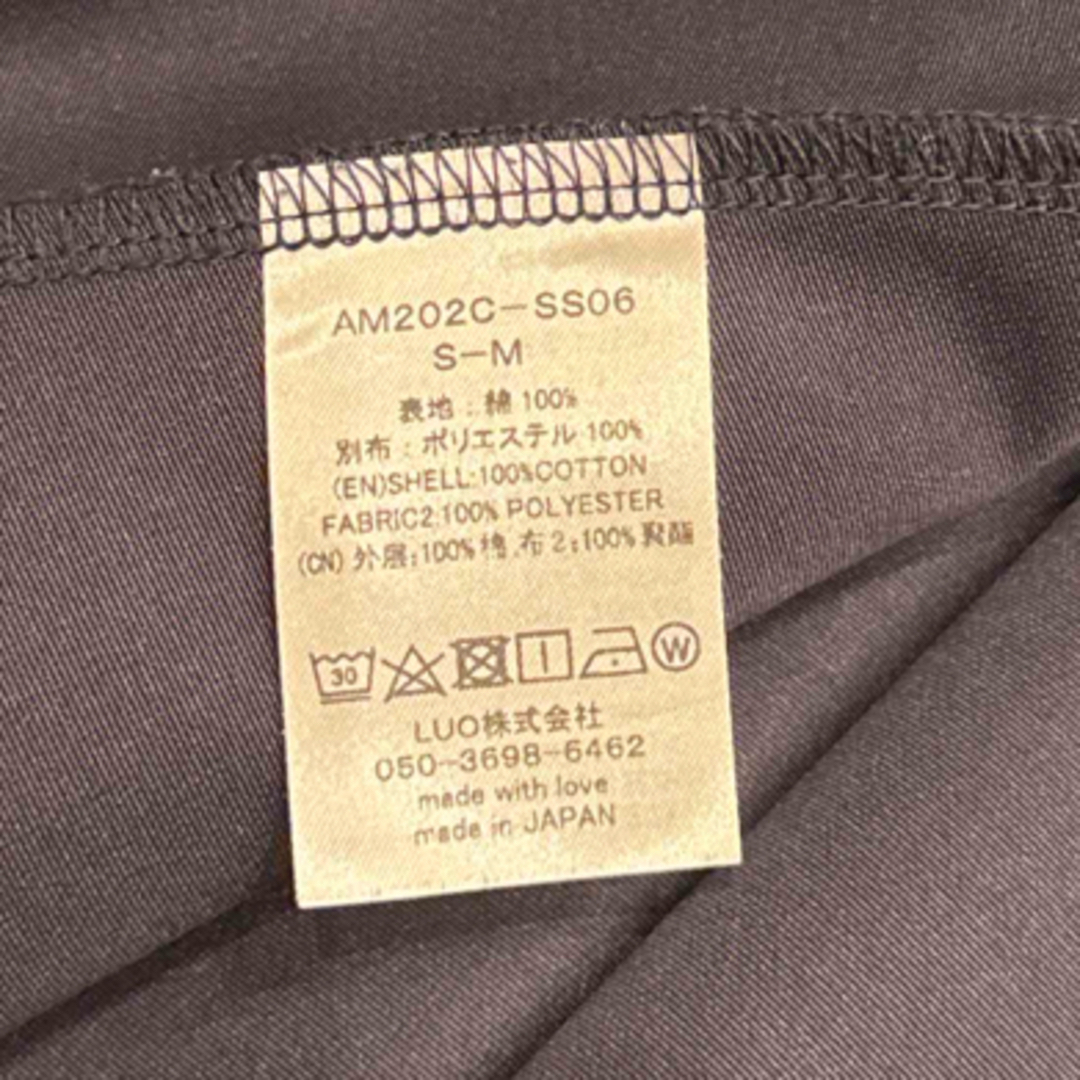 AM202C-SS06
S-M
表地：綿 100%
別布：ポリエステル 100%
(EN)SHELL:100%COTTON
FABRIC2:100% POLYESTER
(CN) 外层:100%棉、布2:100%聚酯
30
W
LUO株式会社
050-3698-6462
made with love
made in JAPAN